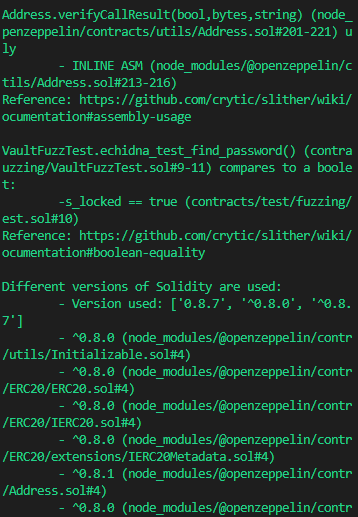 Address.verifyCallResult(bool,bytes,string) (node_
penzeppelin/contracts/utils/Address.sol#201-221) u
ly
- INLINE ASM (node_modules/@openzeppelin/c
tils/Address.sol#213-216)
Reference: https://github.com/crytic/slither/wiki/
ocumentation#assembly-usage

VaultFuzzTest.echidna_test_find_password() (contra
uzzing/VaultFuzzTest.sol#9-11) compares to a boole
t:
-s_locked == true (contracts/test/fuzzing/
est.sol#10)
Reference: https://github.com/crytic/slither/wiki/
ocumentation#boolean-equality

Different versions of Solidity are used:
- Version used: ['0.8.7', '^0.8.0', '^0.8.
7']
- ^0.8.0 (node_modules/@openzeppelin/contr
/utils/Initializable.sol#4)
- ^0.8.0 (node_modules/@openzeppelin/contr
/ERC20/ERC20.sol#4)
- ^0.8.0 (node_modules/@openzeppelin/contr
/ERC20/IERC20.sol#4)
- ^0.8.0 (node_modules/@openzeppelin/contr
/ERC20/extensions/IERC20Metadata.sol#4)
- ^0.8.1 (node_modules/@openzeppelin/contr
/Address.sol#4)
- ^0.8.0 (node_modules/@openzeppelin/contr